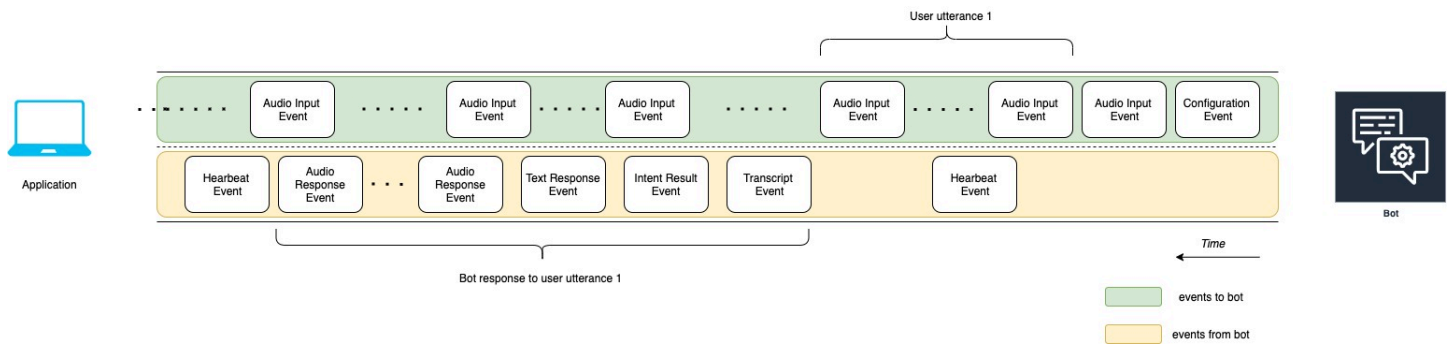 User utterance 1
Audio Input
Event
Audio Input
Event
Audio Input
Event
Audio Input
Event
Audio Input
Event
Audio Input
Event
Configuration
Event
Application
Hearbeat
Event
Audio
Response
Event
Audio
Response
Event
Text Response
Event
Intent Result
Event
Transcript
Event
Hearbeat
Event
Bot
Time
Bot response to user utterance 1
events to bot
events from bot